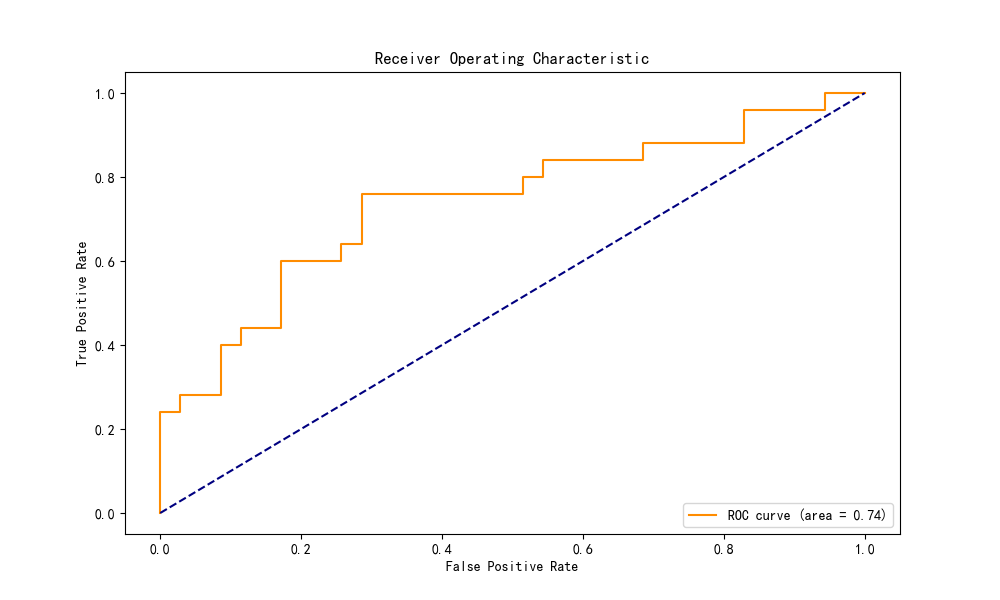 Receiver Operating Characteristic
1.0
0.8
0.6
0.4
0.2
0.0
True Positive Rate
ROC curve (area = 0.74)
0.0 0.2 0.4 0.6 0.8 1.0
False Positive Rate